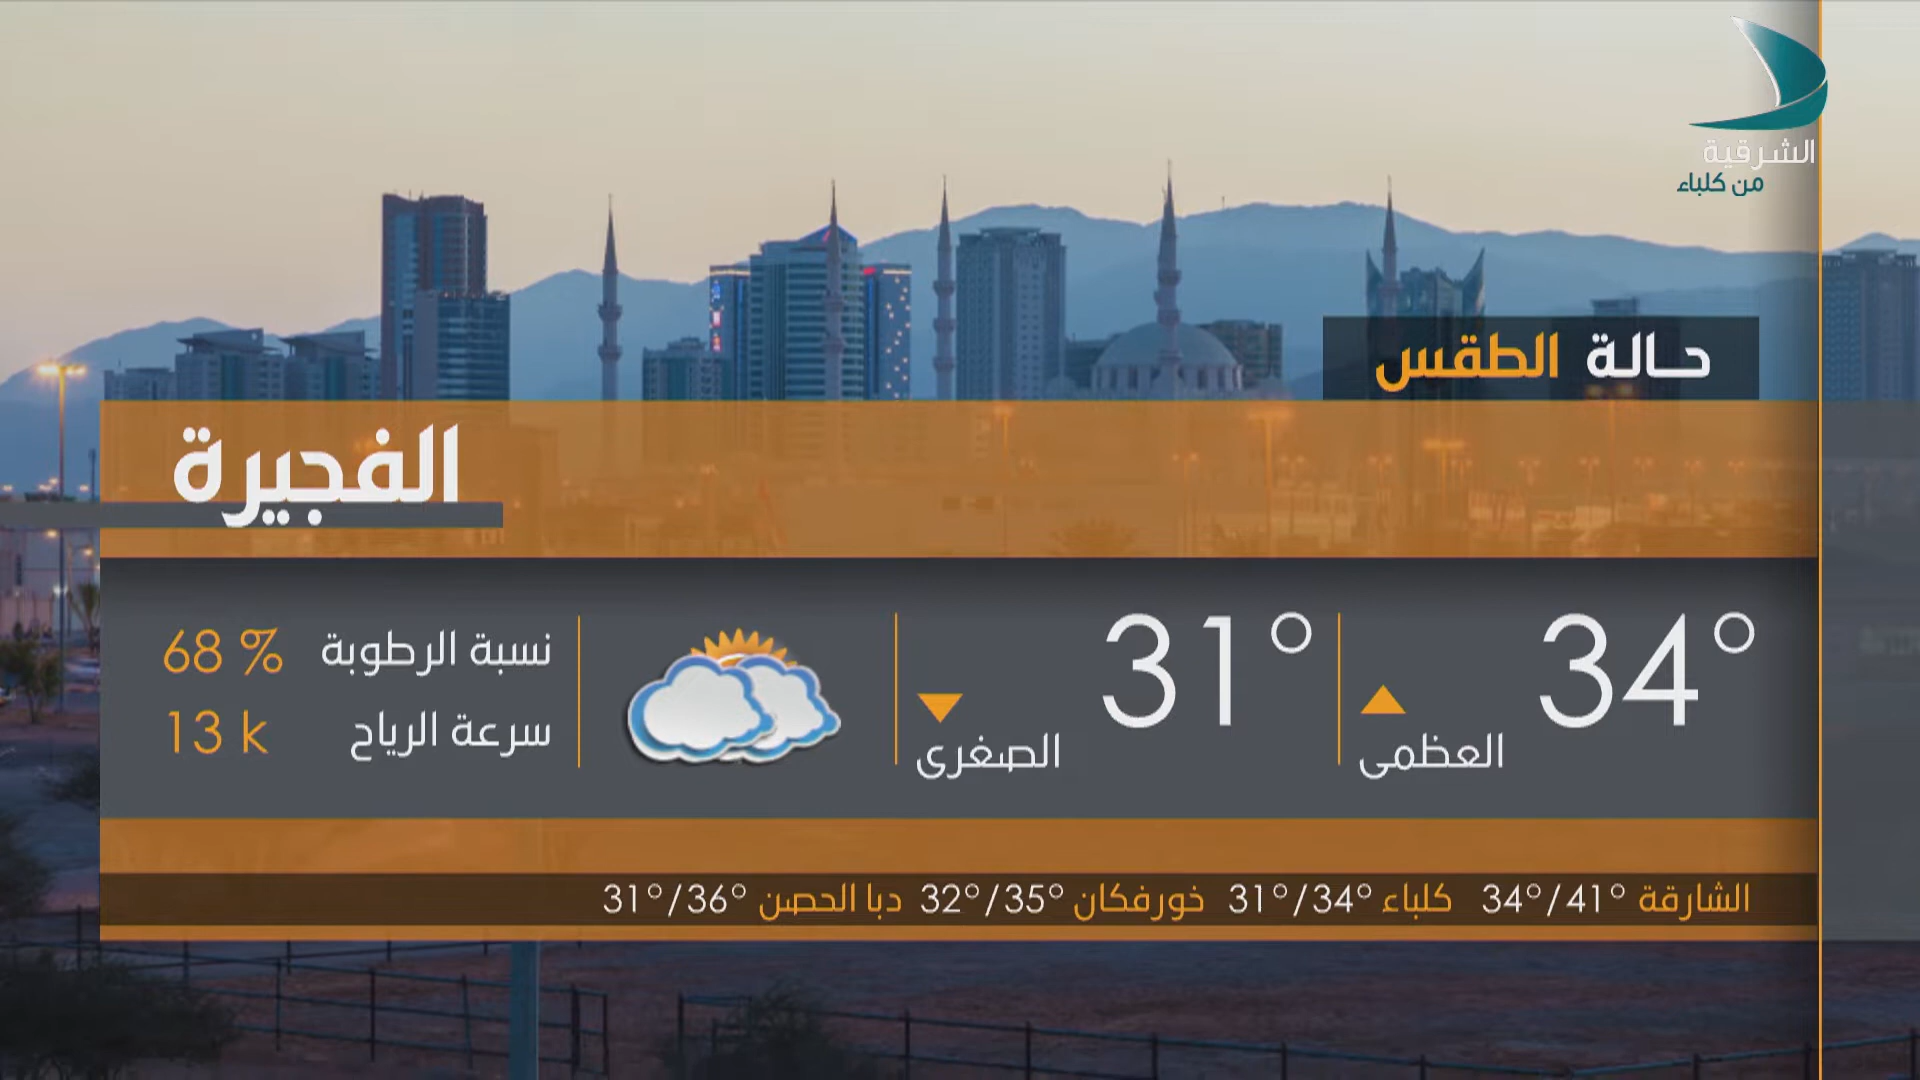 الشرقية
من كلباء
حالة الطقس
الفجيرة
34°
العظمى
31°
الصغرى
نسبة الرطوبة 68 %
سرعة الرياح 13 k
الشارقة 34°/41° كلباء 31°/34° خورفكان 32°/35° دبا الحصن 31°/36°